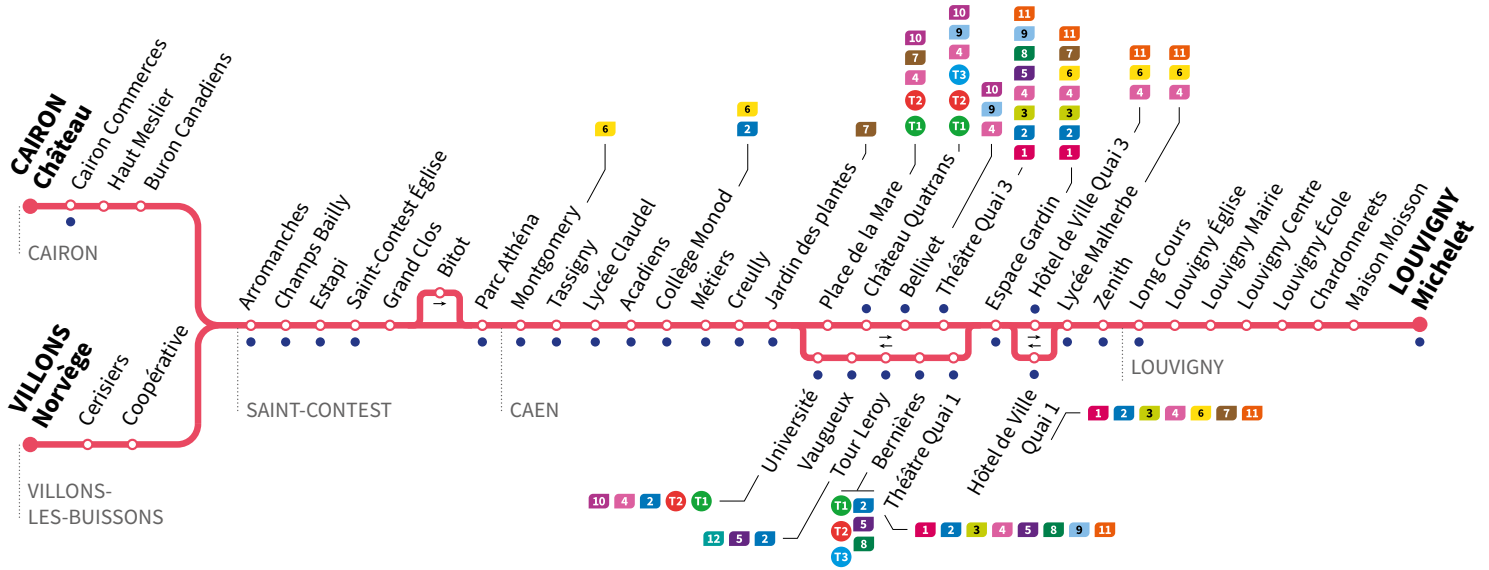 CAIRON
Château
Cairon Commerces
Haut Meslier
Buron Canadiens
CAIRON
VILLONS
Norvège
Cerisiers
Coopérative
VILLONS-
LES-BUISSONS
Arromanches
Champs Bailly
Estapi
Saint-Contest Église
Grand Clos
Bitot
→
SAINT-CONTEST
Parc Athéna
Montgomery
6
Tassigny
Lycée Claudel
Acadiens
Collège Monod
6
2
Métiers
Creully
Jardin des plantes
7
CAEN
Place de la Mare
10
7
4
T2
T1
Château Quatrans
10
9
4
T3
T2
T1
Bellivet
10
9
4
Théâtre Quai 3
11
9
8
5
4
3
2
1
→
←
Université
10 4 2 T2 T1
Vaugueux
Tour Leroy
12 5 2
Bernières
T1 2
T2 5
T3 8
Théâtre Quai 1
1 2 3 4 5 8 9 11
Espace Gardin
Hôtel de Ville Quai 3
11
7
6
4
4
3
2
1
→
←
Hôtel de Ville
Quai 1
1 2 3 4 6 7 11
Lycée Malherbe
11
6
4
11
6
4
Zenith
Long Cours
LOUVIGNY
Louvigny Église
Louvigny Mairie
Louvigny Centre
Louvigny École
Chardonnerets
Maison Moisson
LOUVIGNY
Michelet